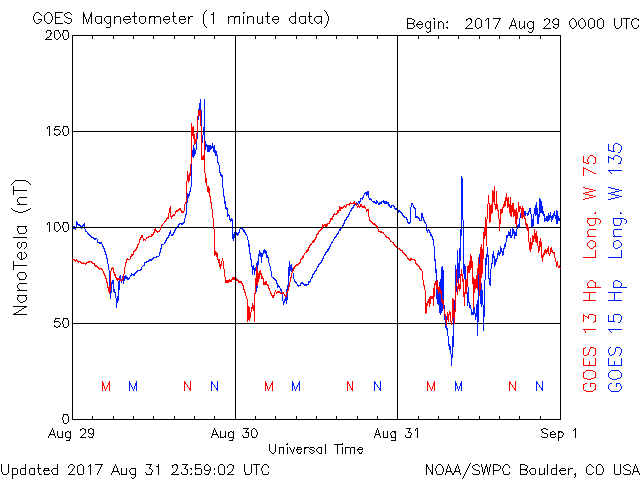 GOES Magnetometer (1 minute data)
Begin: 2017 Aug 29 0000 UTC
200
150
100
50
0
NanoTesla (nT)
M M N N M M N N M M N N
Aug 29 Aug 30 Aug 31 Sep 1
Universal Time
GOES 13 Hp Long. W 75
GOES 15 Hp Long. W 135
Updated 2017 Aug 31 23:59:02 UTC
NOAA/SWPC Boulder, CO USA